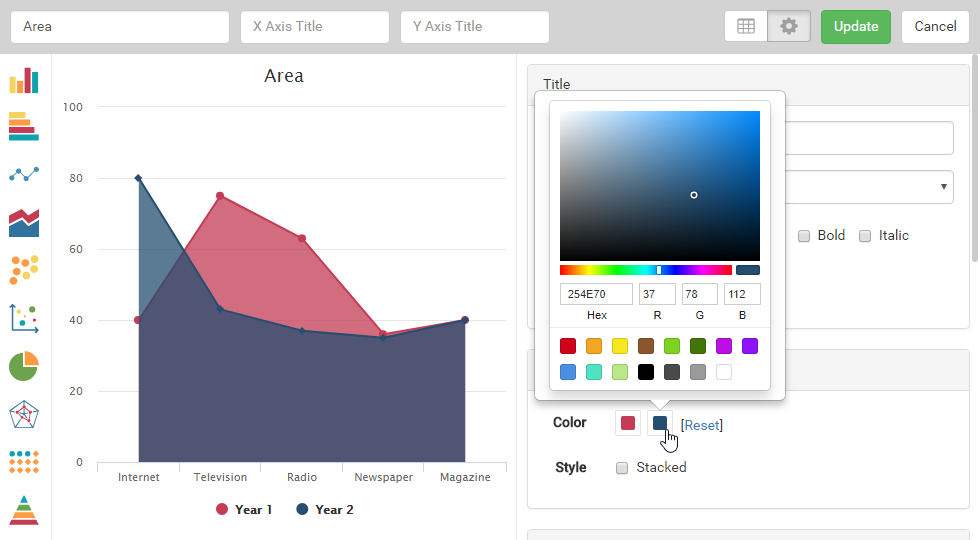 Area
X Axis Title
Y Axis Title
Update
Cancel
Area
100
80
60
40
20
0
Internet
Television
Radio
Newspaper
Magazine
Year 1
Year 2
Title
Bold
Italic
254E70
37
78
112
Hex
R
G
B
Color
[Reset]
Style
Stacked